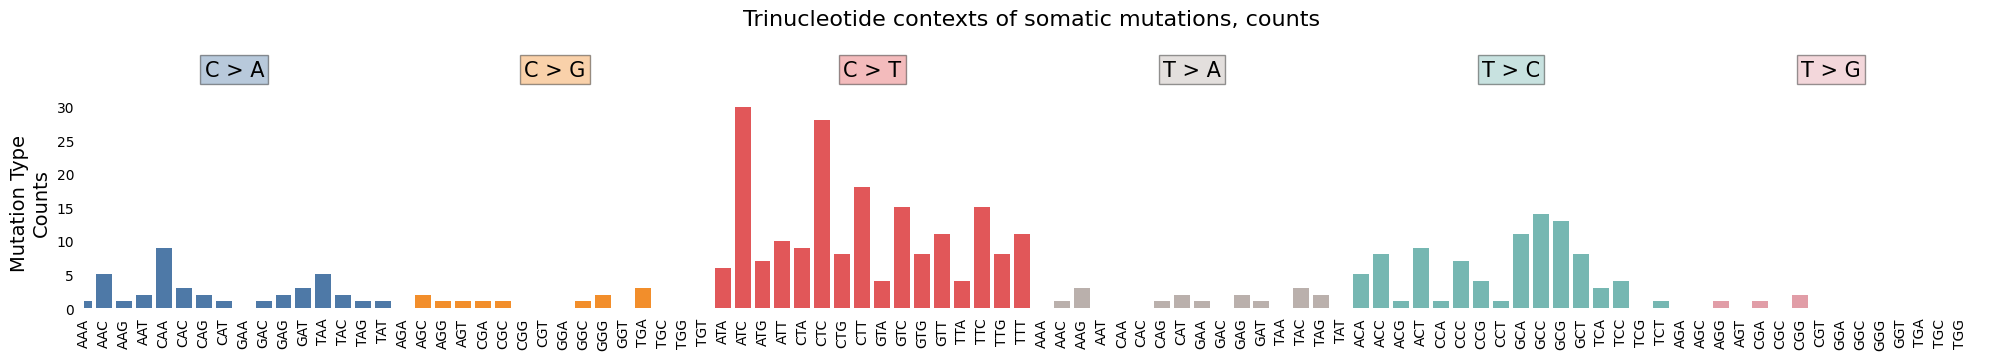 Trinucleotide contexts of somatic mutations, counts
C > A
C > G
C > T
T > A
T > C
T > G
Mutation Type
Counts
30
25
20
15
10
5
0
AAA
AAC
AAG
AAT
CAA
CAC
CAG
CAT
GAA
GAC
GAG
GAT
TAA
TAC
TAG
TAT
AGA
AGC
AGG
AGT
CGA
CGC
CGG
CGT
GGA
GGC
GGG
GGT
TGA
TGC
TGG
TGT
ATA
ATC
ATG
ATT
CTA
CTC
CTG
CTT
GTA
GTC
GTG
GTT
TTA
TTC
TTG
TTT
AAA
AAC
AAG
AAT
CAA
CAC
CAG
CAT
GAA
GAC
GAG
GAT
TAA
TAC
TAG
TAT
ACA
ACC
ACG
ACT
CCA
CCC
CCG
CCT
GCA
GCC
GCG
GCT
TCA
TCC
TCG
TCT
AGA
AGC
AGG
AGT
CGA
CGC
CGG
CGT
GGA
GGC
GGG
GGT
TGA
TGC
TGG